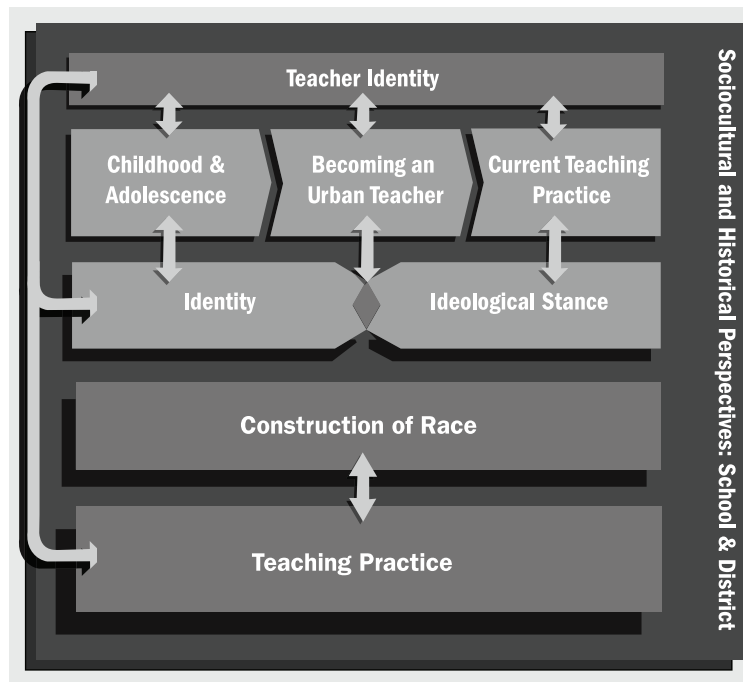 Teacher Identity
Childhood &
Adolescence
Becoming an
Urban Teacher
Current Teaching
Practice
Identity
Ideological Stance
Construction of Race
Teaching Practice
Sociocultural and Historical Perspectives: School & District